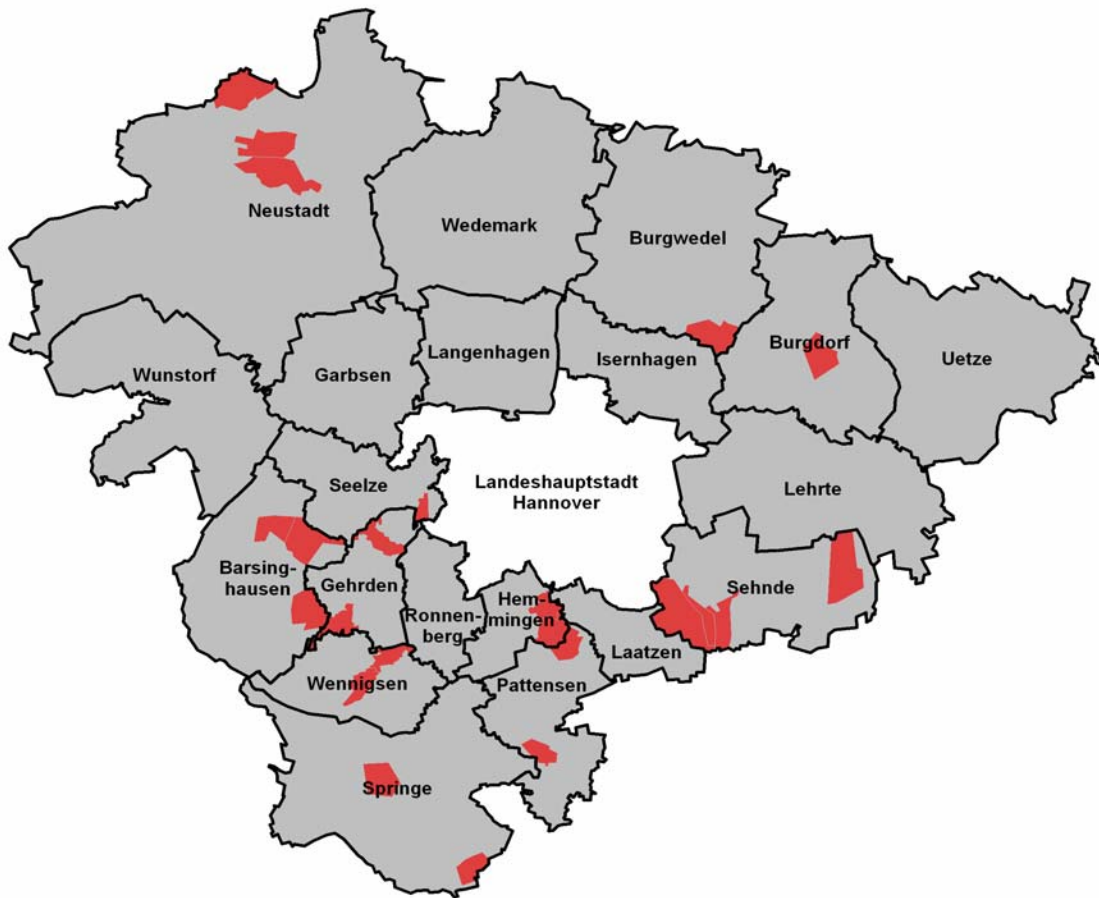 Neustadt
Wedemark
Burgwedel
Wunstorf
Garbsen
Langenhagen
Isernhagen
Burgdorf
Uetze
Seelze
Landeshauptstadt
Hannover
Lehrte
Barsing-
hausen
Gehrden
Ronnen-
berg
Hem-
mingen
Laatzen
Sehnde
Wennigsen
Pattensen
Springe